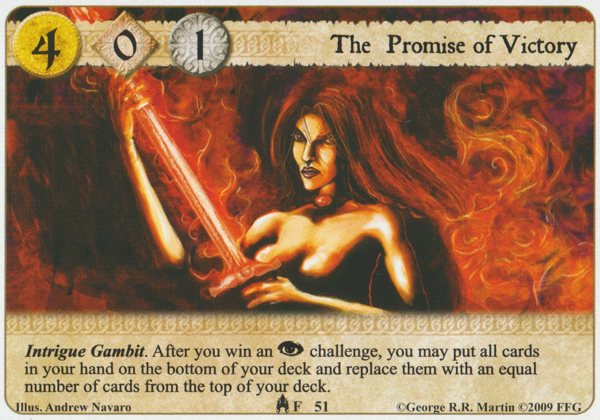 4 0 1 The Promise of Victory
Intrigue Gambit. After you win an challenge, you may put all cards
in your hand on the bottom of your deck and replace them with an equal
number of cards from the top of your deck.
Illus. Andrew Navaro F 51 ©George R.R. Martin ©2009 FFG